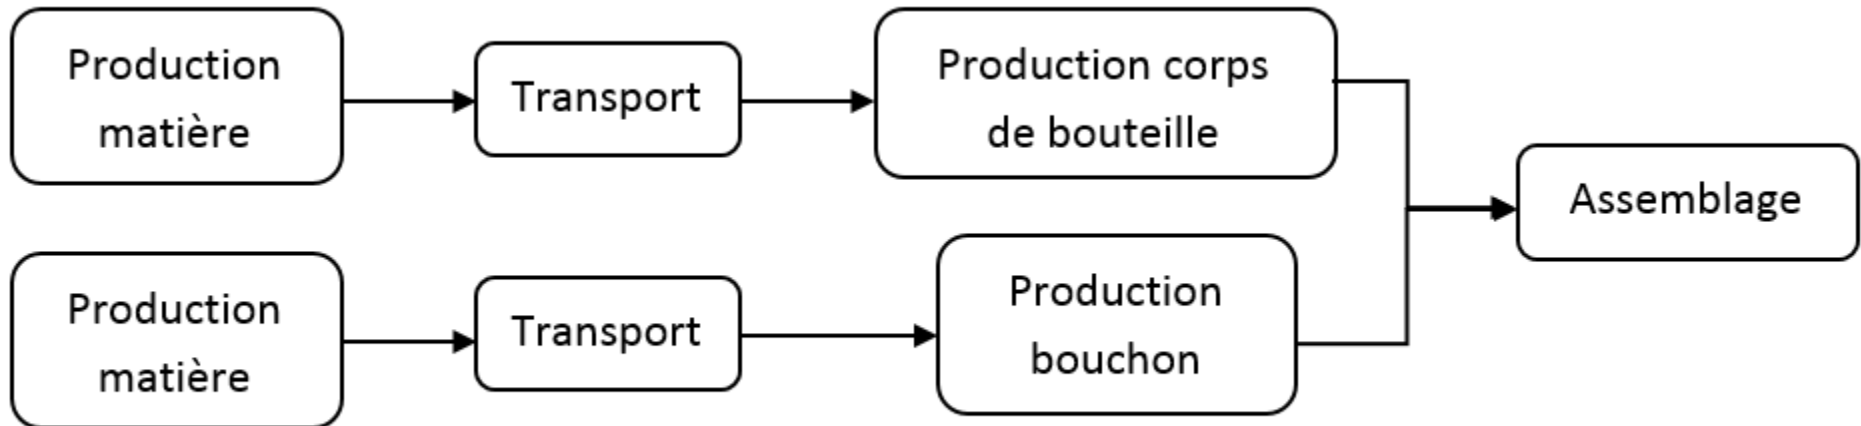 Production
matière
Transport
Production corps
de bouteille
Assemblage
Production
matière
Transport
Production
bouchon